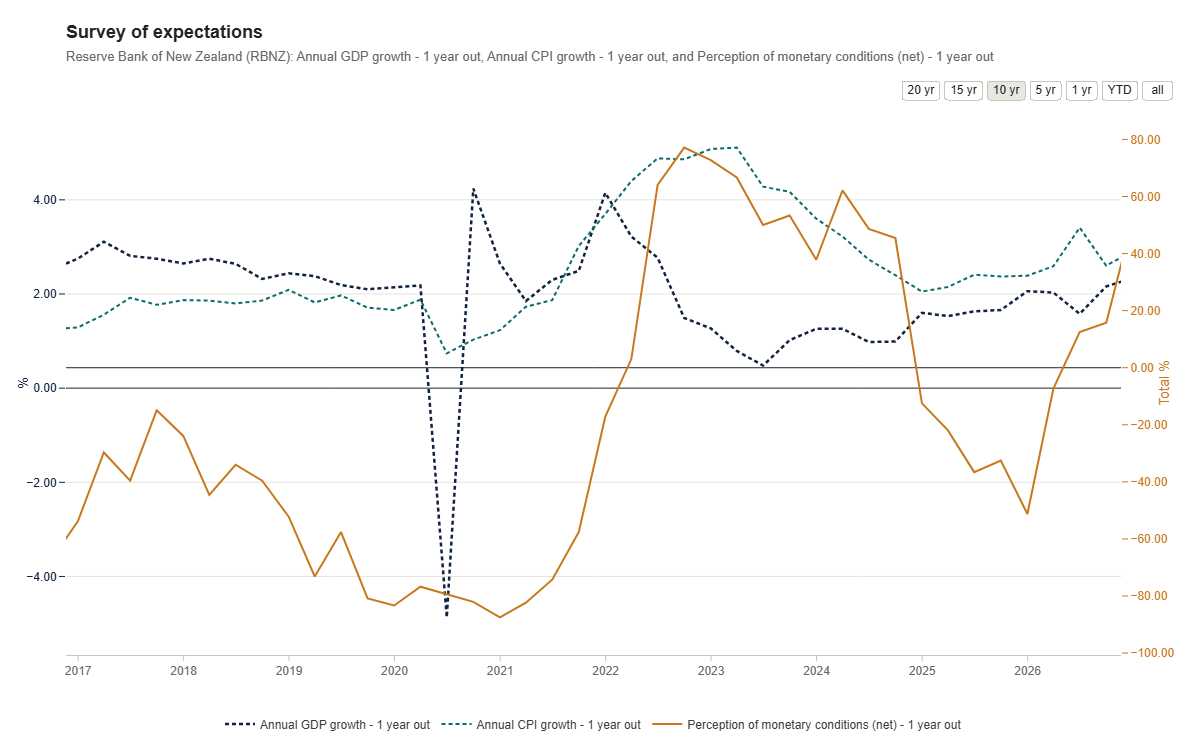 Survey of expectations
Reserve Bank of New Zealand (RBNZ): Annual GDP growth - 1 year out, Annual CPI growth - 1 year out, and Perception of monetary conditions (net) - 1 year out
20 yr 15 yr 10 yr 5 yr 1 yr YTD all
80.00
4.00
60.00
40.00
2.00
20.00
0.00
0.00
%
Total %
−20.00
−2.00
−40.00
−60.00
−4.00
−80.00
−100.00
2017 2018 2019 2020 2021 2022 2023 2024 2025 2026
Annual GDP growth - 1 year out Annual CPI growth - 1 year out Perception of monetary conditions (net) - 1 year out